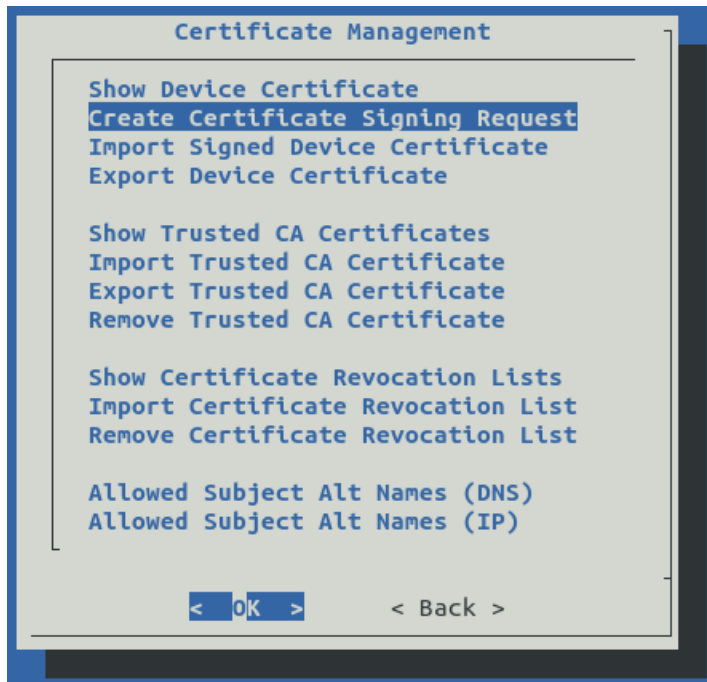 Certificate Management
Show Device Certificate
Create Certificate Signing Request
Import Signed Device Certificate
Export Device Certificate
Show Trusted CA Certificates
Import Trusted CA Certificate
Export Trusted CA Certificate
Remove Trusted CA Certificate
Show Certificate Revocation Lists
Import Certificate Revocation List
Remove Certificate Revocation List
Allowed Subject Alt Names (DNS)
Allowed Subject Alt Names (IP)
< OK > < Back >